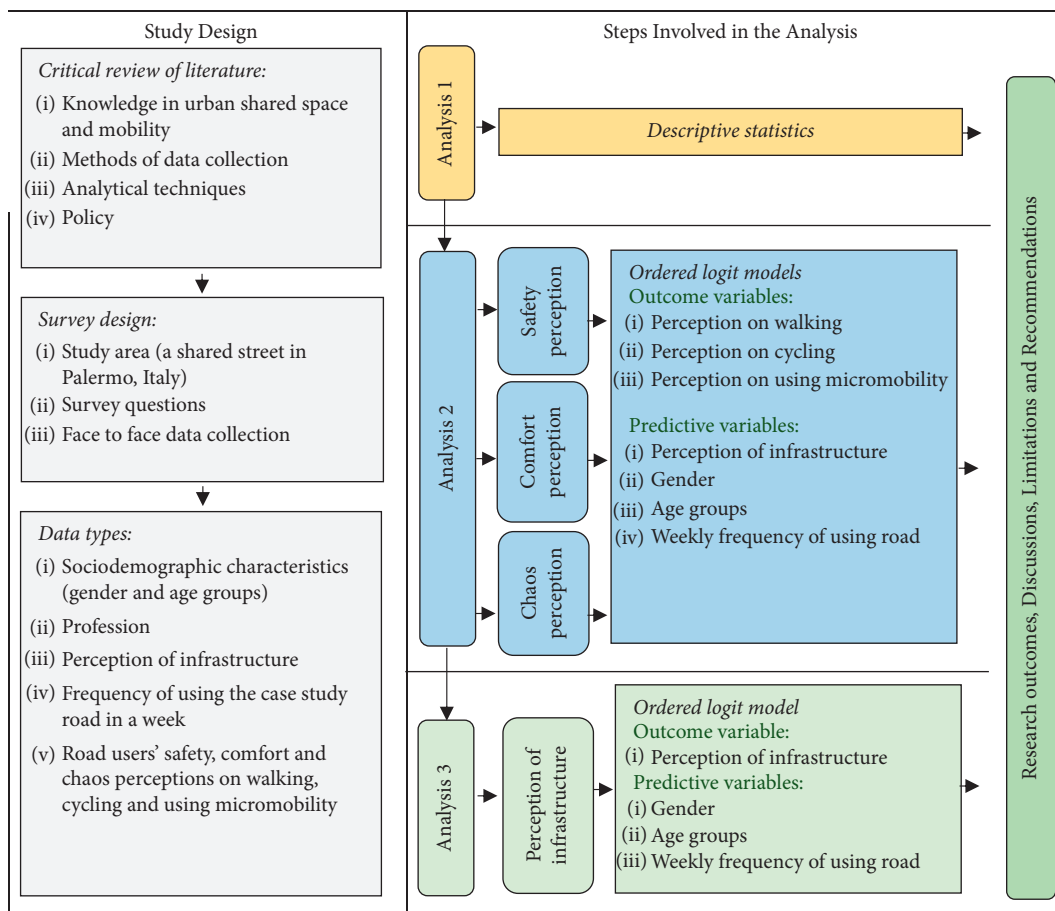 Study Design
Critical review of literature:
(i) Knowledge in urban shared space
and mobility
(ii) Methods of data collection
(iii) Analytical techniques
(iv) Policy
Survey design:
(i) Study area (a shared street in
Palermo, Italy)
(ii) Survey questions
(iii) Face to face data collection
Data types:
(i) Sociodemographic characteristics
(gender and age groups)
(ii) Profession
(iii) Perception of infrastructure
(iv) Frequency of using the case study
road in a week
(v) Road users' safety, comfort and
chaos perceptions on walking,
cycling and using micromobility
Steps Involved in the Analysis
Analysis 1
Descriptive statistics
Analysis 2
Safety
perception
Comfort
perception
Chaos
perception
Ordered logit models
Outcome variables:
(i) Perception on walking
(ii) Perception on cycling
(iii) Perception on using micromobility
Predictive variables:
(i) Perception of infrastructure
(ii) Gender
(iii) Age groups
(iv) Weekly frequency of using road
Analysis 3
Perception of
infrastructure
Ordered logit model
Outcome variable:
(i) Perception of infrastructure
Predictive variables:
(i) Gender
(ii) Age groups
(iii) Weekly frequency of using road
Research outcomes, Discussions, Limitations and Recommendations